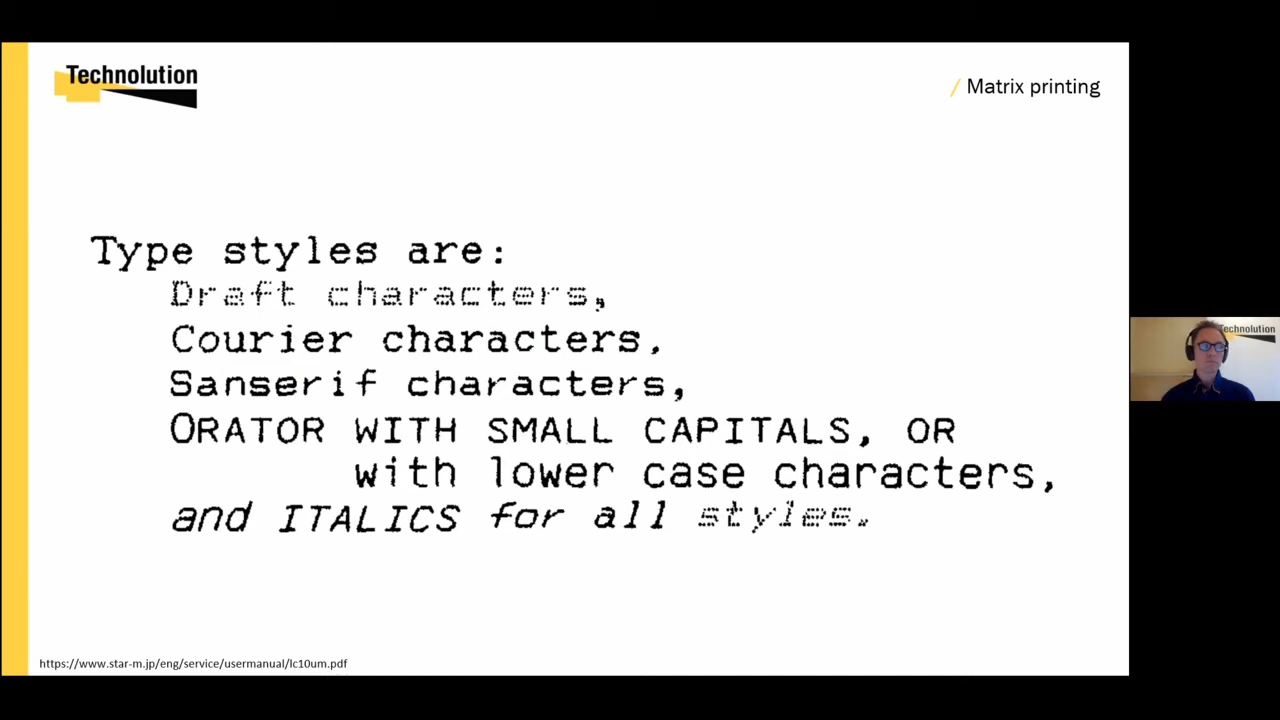 Technolution
/ Matrix printing
Type styles are:
Draft characters,
Courier characters,
Sanserif characters,
ORATOR WITH SMALL CAPITALS, OR
with lower case characters,
and ITALICS for all styles.
https://www.star-m.jp/eng/service/usermanual/lc10um.pdf
Technolution